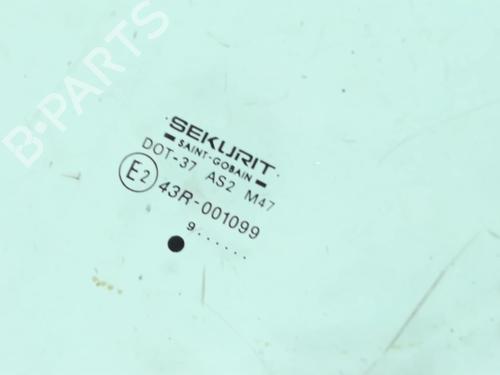 B-PARTS
SEKURIT
SAINT-GOBAIN
DOT-37 AS2 M47
E2 43R-001099
9......